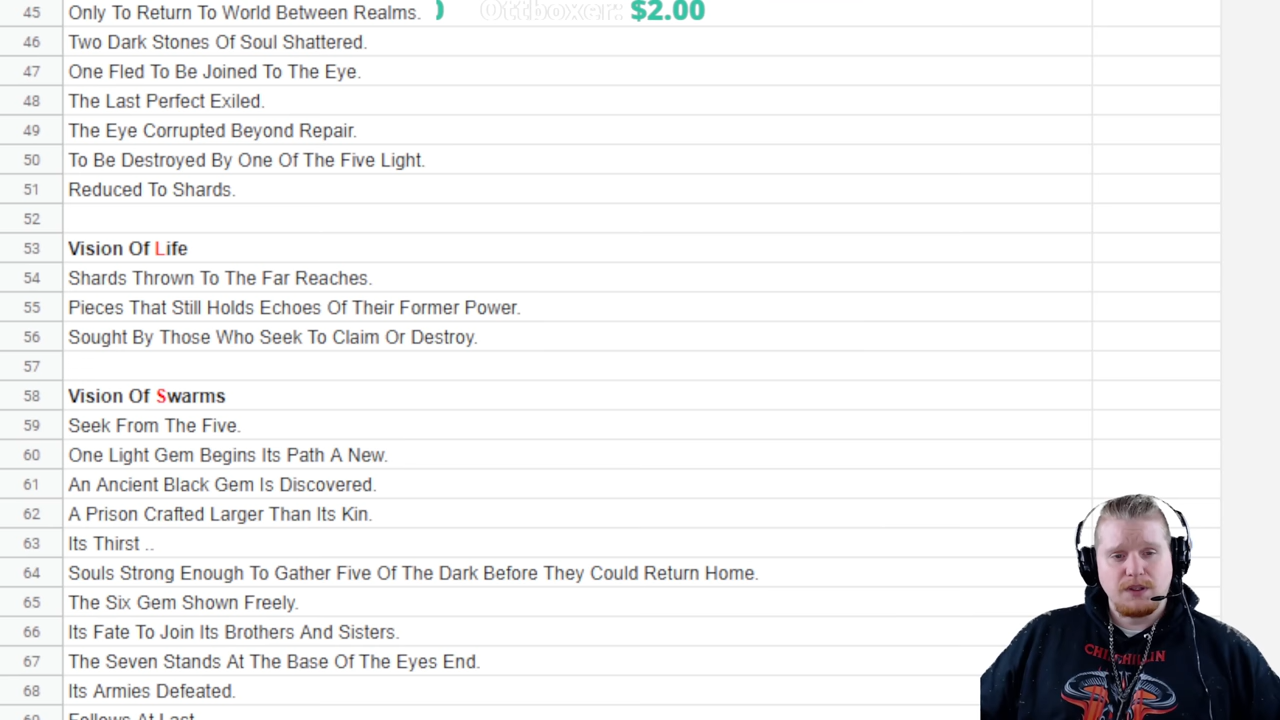 45 Only To Return To World Between Realms. ) Ottboxer: $2.00
46 Two Dark Stones Of Soul Shattered.
47 One Fled To Be Joined To The Eye.
48 The Last Perfect Exiled.
49 The Eye Corrupted Beyond Repair.
50 To Be Destroyed By One Of The Five Light.
51 Reduced To Shards.
52
53 Vision Of Life
54 Shards Thrown To The Far Reaches.
55 Pieces That Still Holds Echoes Of Their Former Power.
56 Sought By Those Who Seek To Claim Or Destroy.
57
58 Vision Of Swarms
59 Seek From The Five.
60 One Light Gem Begins Its Path A New.
61 An Ancient Black Gem Is Discovered.
62 A Prison Crafted Larger Than Its Kin.
63 Its Thirst ..
64 Souls Strong Enough To Gather Five Of The Dark Before They Could Return Home.
65 The Six Gem Shown Freely.
66 Its Fate To Join Its Brothers And Sisters.
67 The Seven Stands At The Base Of The Eyes End.
68 Its Armies Defeated.
69 Follows At Last